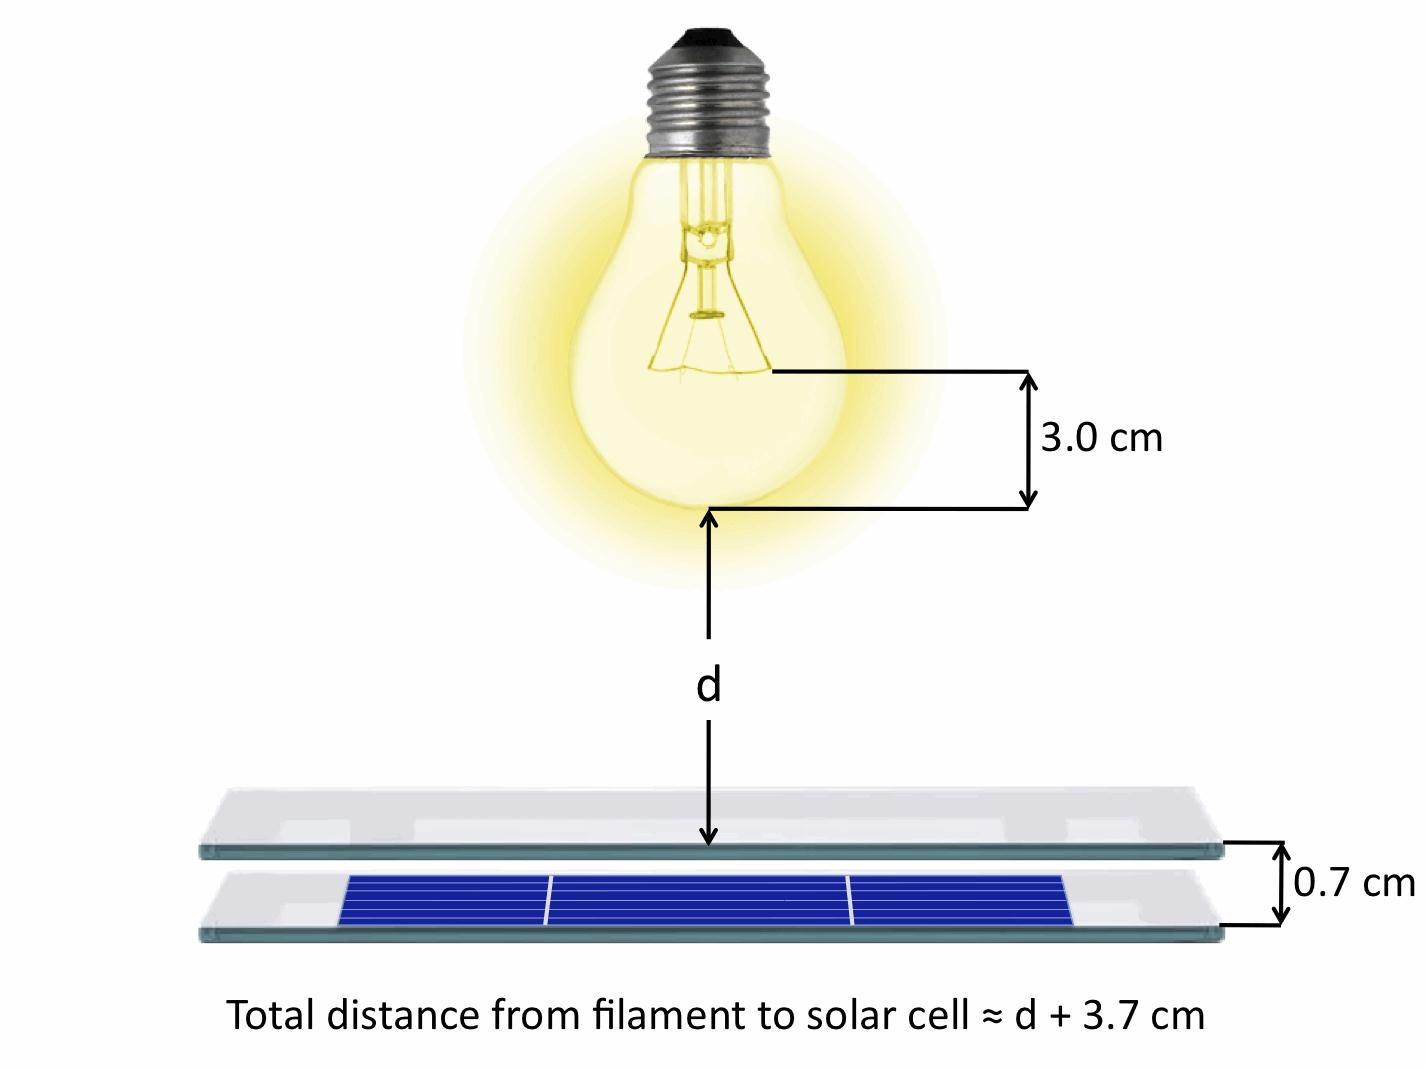 3.0 cm
d
0.7 cm
Total distance from filament to solar cell ≈ d + 3.7 cm